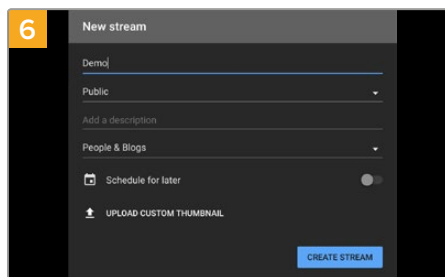 6
New stream
Demo
Public
Add a description
People & Blogs
Schedule for later
UPLOAD CUSTOM THUMBNAIL
CREATE STREAM